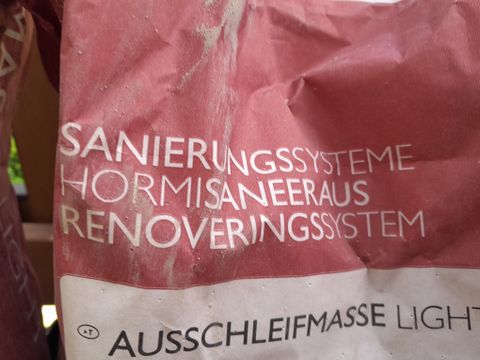 SANIERUNGSSYSTEME
HORMISANEERAUS
RENOVERINGSSYSTEM
AUSSCHLEIFMASSE LIGHT